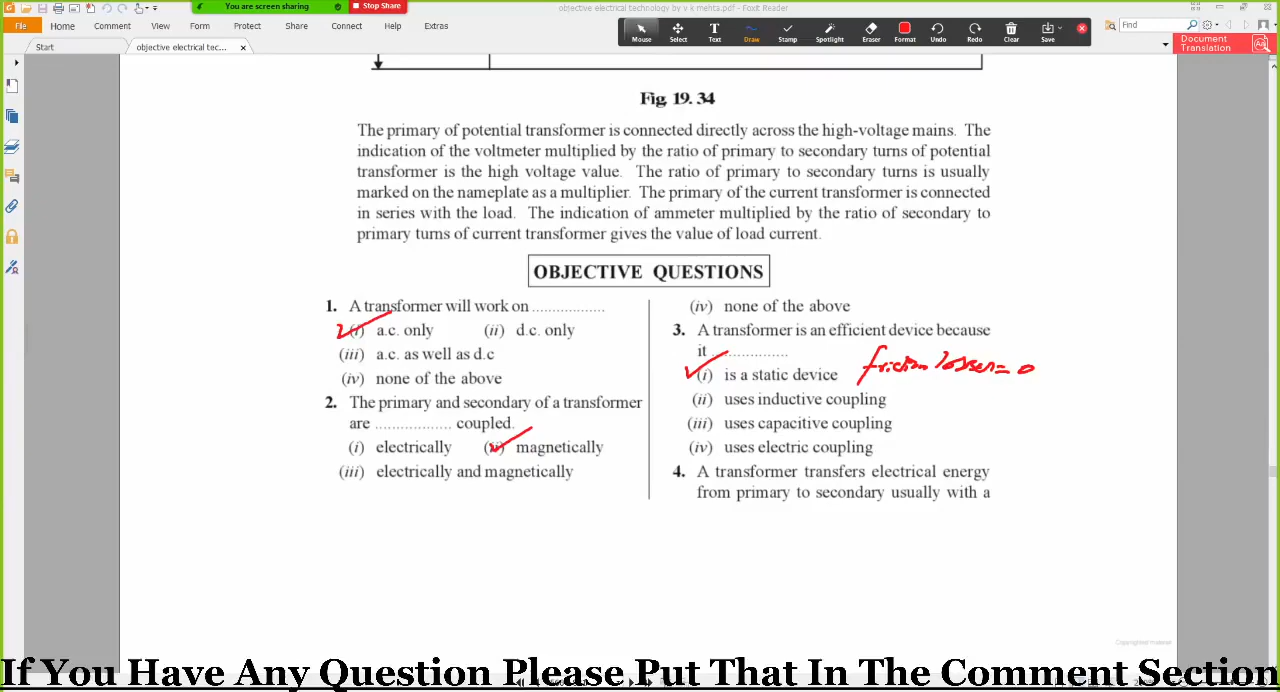 You are screen sharing
Stop Share
obective electrical technology by v k mehta.pdf - Foxit Reader
File
Home
Comment
View
Form
Protect
Share
Connect
Help
Extras
Mouse
Select
Text
Draw
Stamp
Spotlight
Eraser
Format
Undo
Redo
Clear
Save
Find
Start
objective electrical tec...
Document
Translation
Fig. 19. 34
The primary of potential transformer is connected directly across the high-voltage mains. The
indication of the voltmeter multiplied by the ratio of primary to secondary turns of potential
transformer is the high voltage value. The ratio of primary to secondary turns is usually
marked on the nameplate as a multiplier. The primary of the current transformer is connected
in series with the load. The indication of ammeter multiplied by the ratio of secondary to
primary turns of current transformer gives the value of load current.
OBJECTIVE QUESTIONS
1. A transformer will work on ..................
(i) a.c. only (ii) d.c. only
(iii) a.c. as well as d.c
(iv) none of the above
2. The primary and secondary of a transformer
are .................. coupled.
(i) electrically (ii) magnetically
(iii) electrically and magnetically
(iv) none of the above
3. A transformer is an efficient device because
it ..................
(i) is a static device
friction losses = 0
(ii) uses inductive coupling
(iii) uses capacitive coupling
(iv) uses electric coupling
4. A transformer transfers electrical energy
from primary to secondary usually with a
Copyrighted material
If You Have Any Question Please Put That In The Comment Section